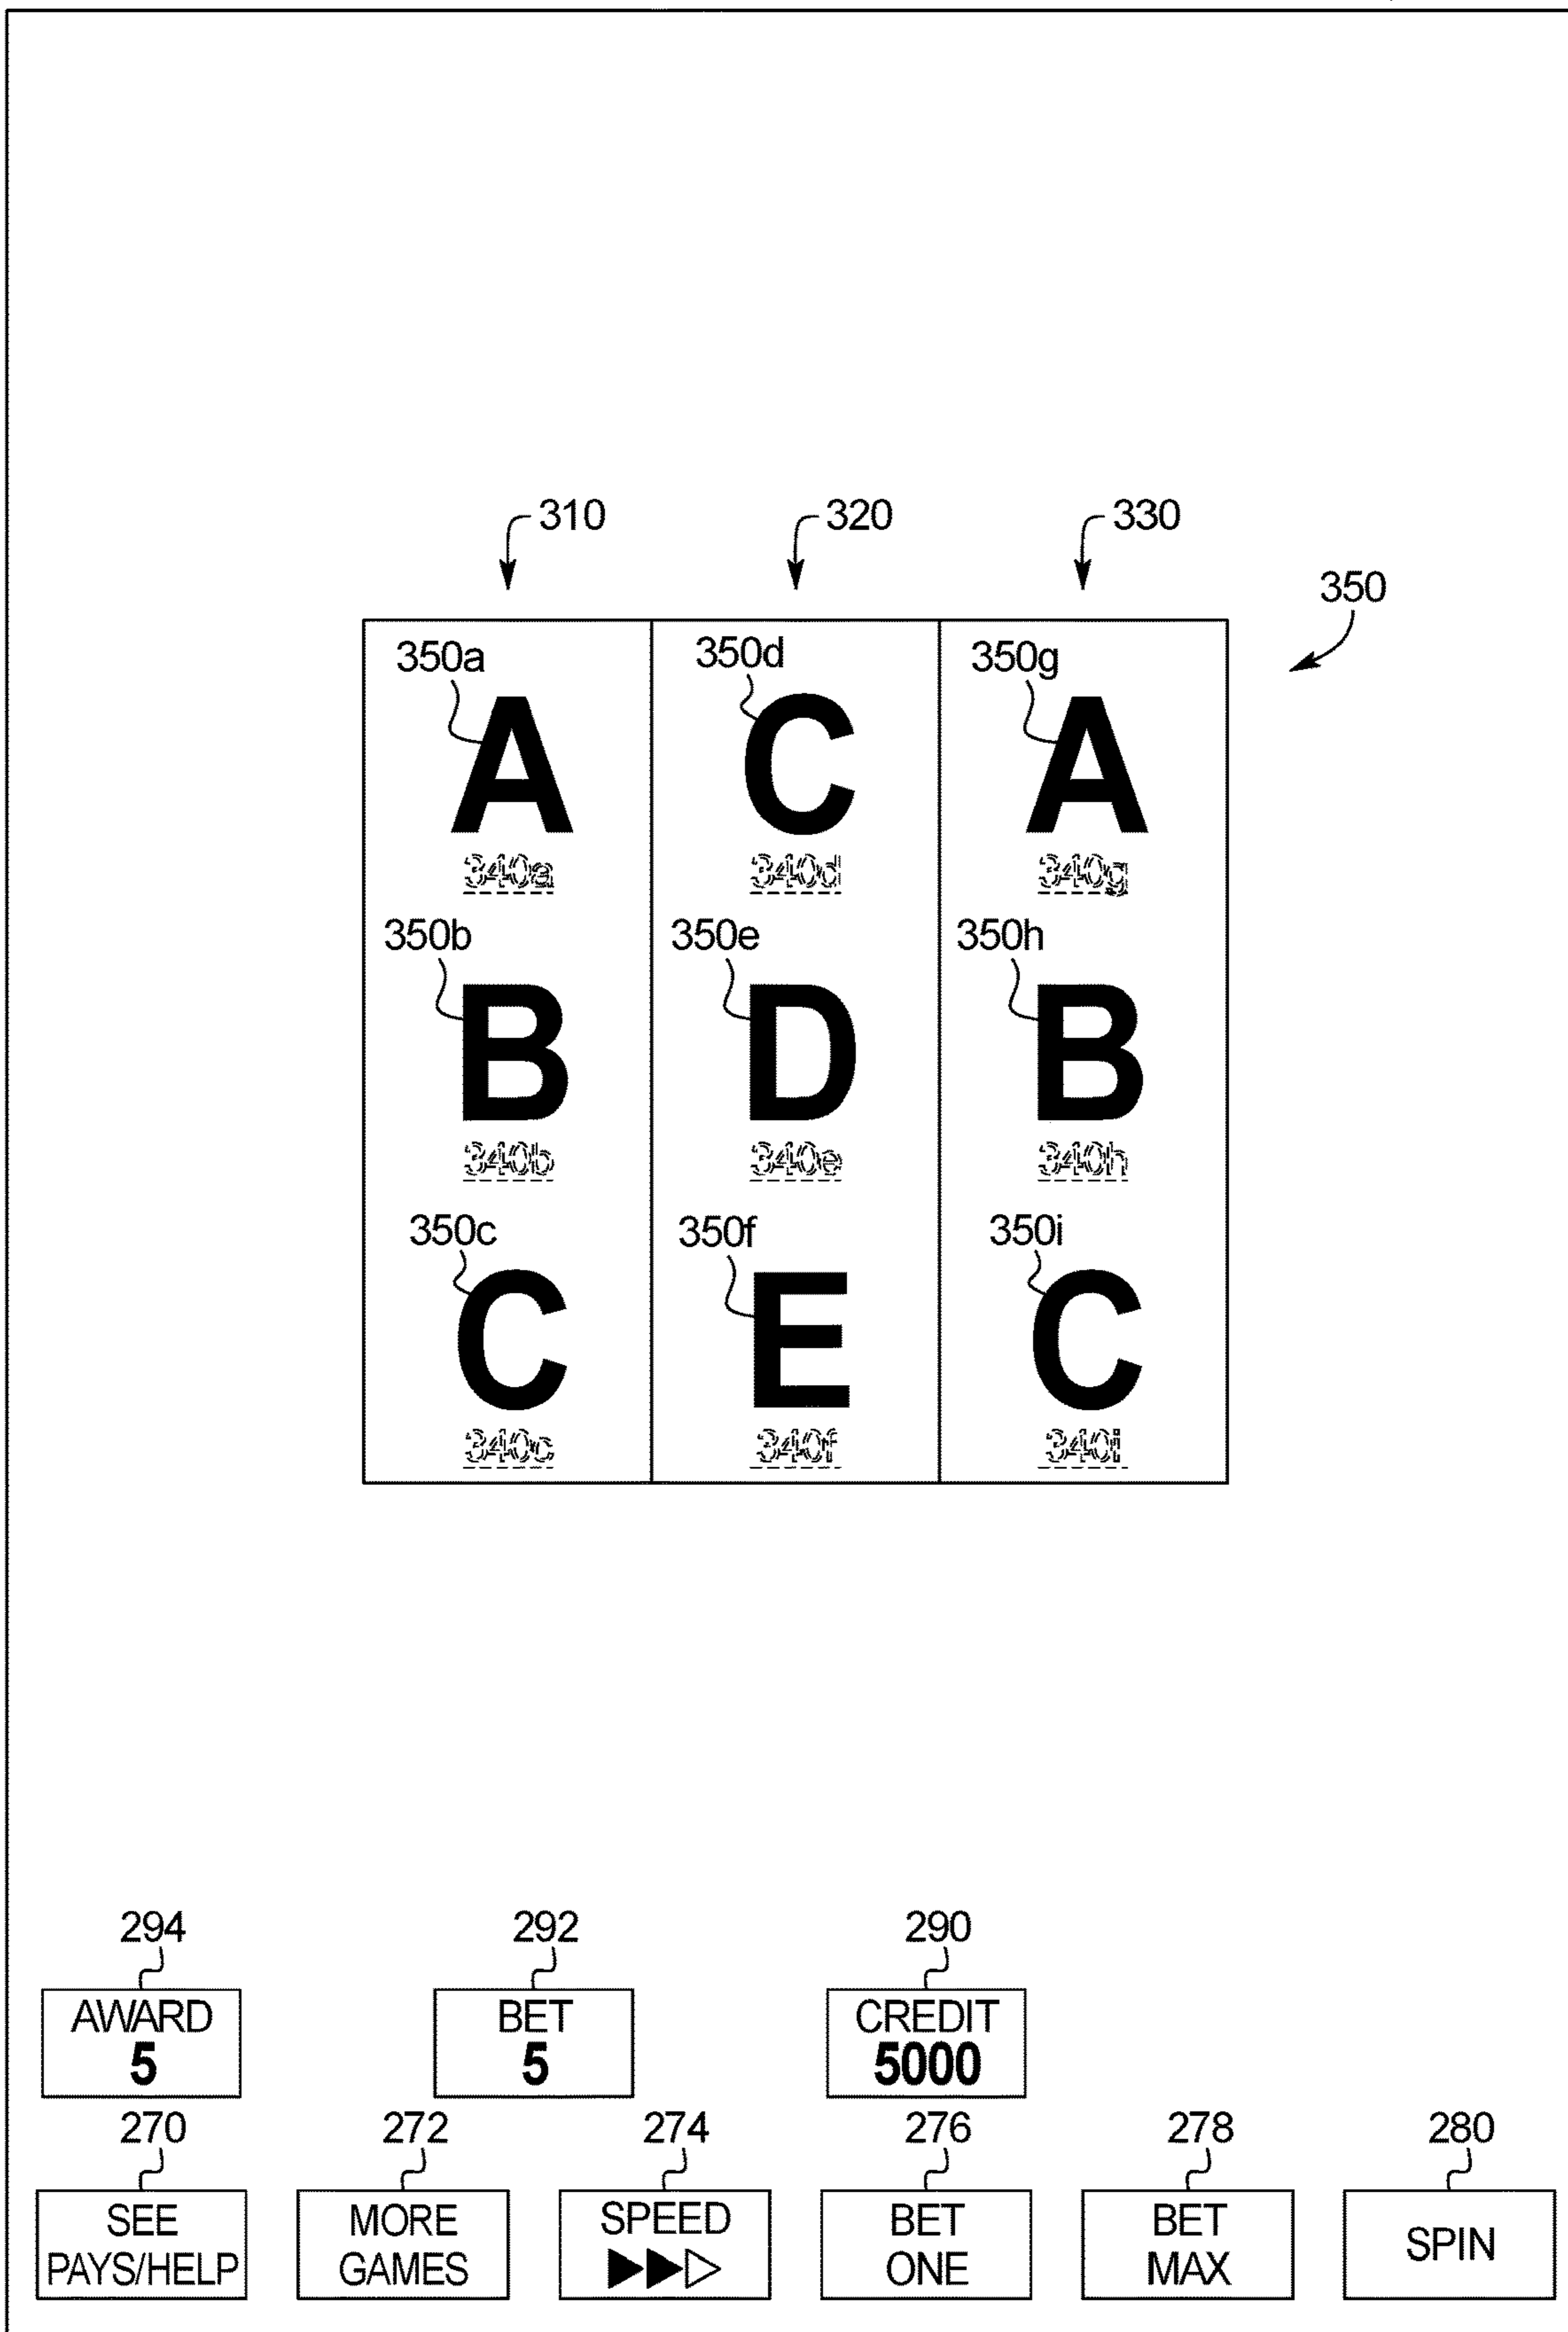 310 320 330
350
350a 350d 350g
A C A
340a 340d 340g
350b 350e 350h
B D B
340b 340e 340h
350c 350f 350i
C E C
340c 340f 340i
294 292 290
AWARD BET CREDIT
5 5 5000
270 272 274 276 278 280
SEE MORE SPEED BET BET SPIN
PAYS/HELP GAMES ONE MAX